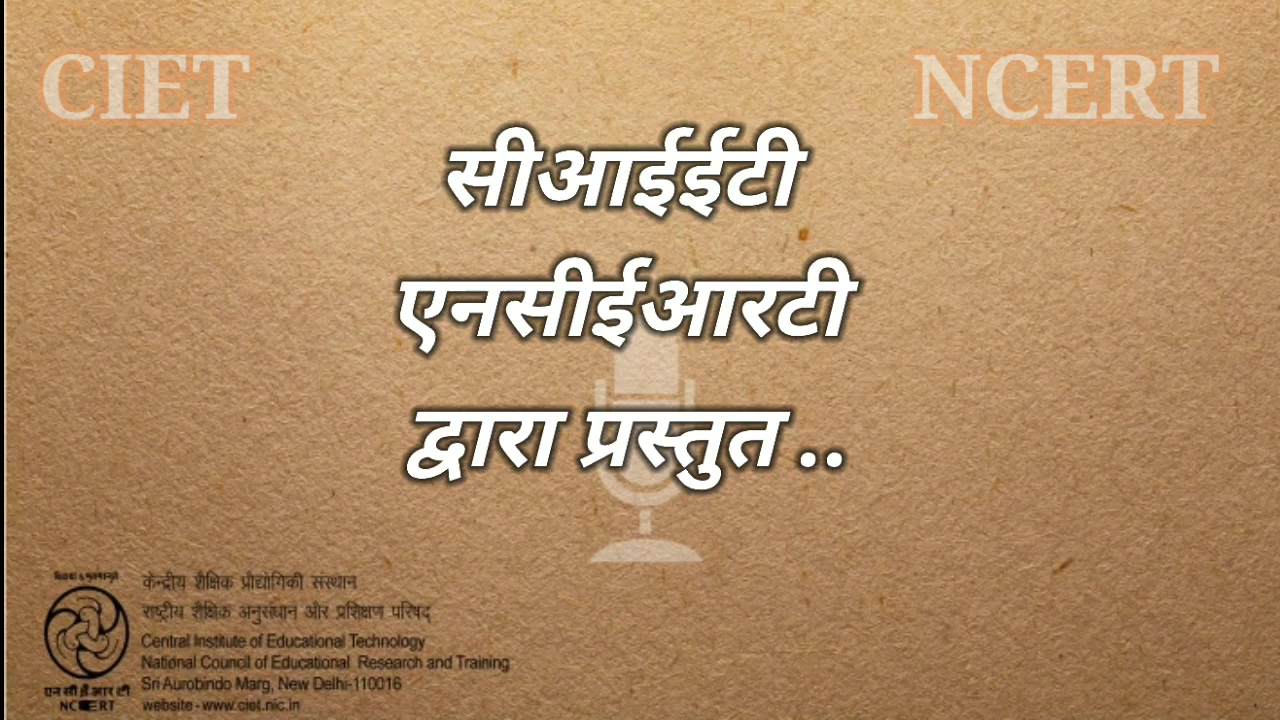 CIET NCERT
सीआईईटी
एनसीईआरटी
द्वारा प्रस्तुत ..
केन्द्रीय शैक्षिक प्रौद्योगिकी संस्थान
राष्ट्रीय शैक्षिक अनुसंधान और प्रशिक्षण परिषद्
Central Institute of Educational Technology
National Council of Educational Research and Training
Sri Aurobindo Marg, New Delhi-110016
website - www.ciet.nic.in
एन सी ई आर टी
NCERT